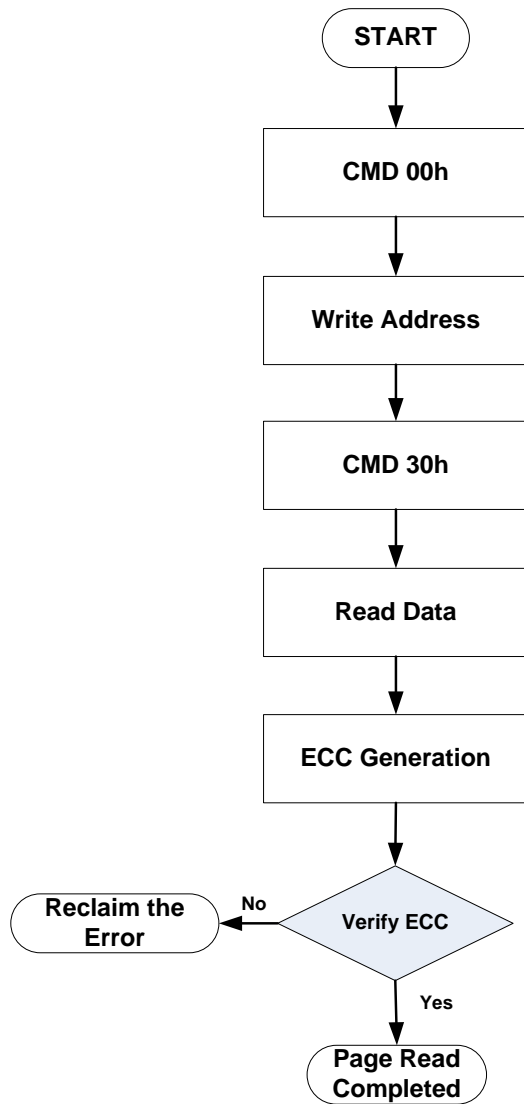 START
CMD 00h
Write Address
CMD 30h
Read Data
ECC Generation
Verify ECC
No
Reclaim the
Error
Yes
Page Read
Completed